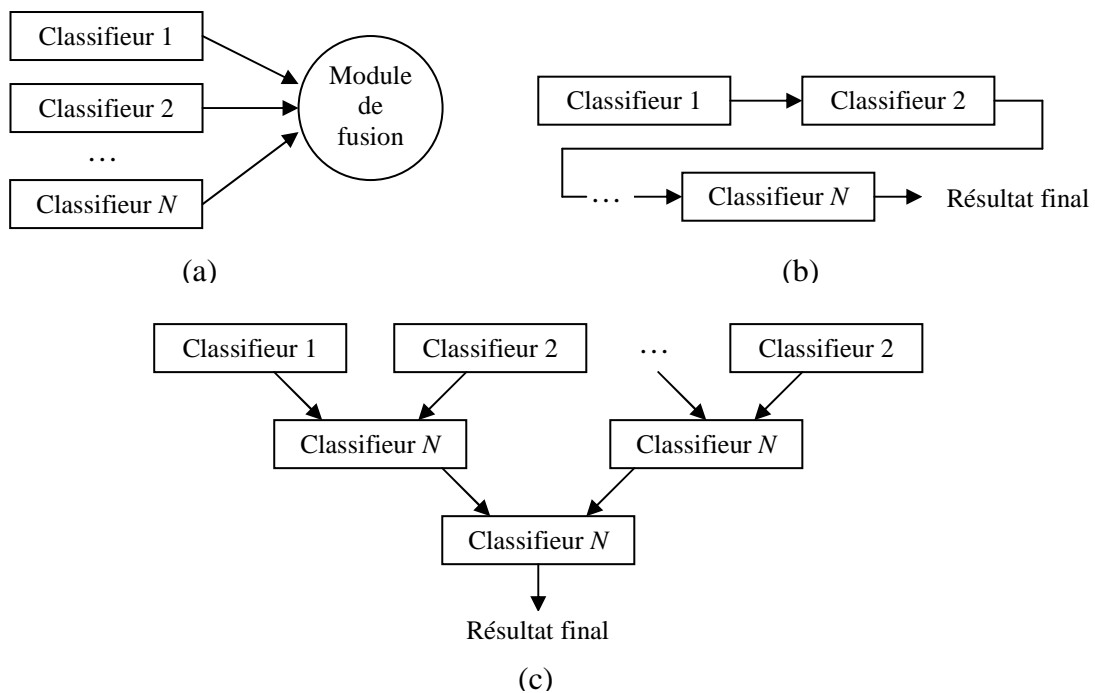 Classifieur 1
Classifieur 2
…
Classifieur N
Module
de
fusion
(a)
Classifieur 1
Classifieur 2
…
Classifieur N
Résultat final
(b)
Classifieur 1
Classifieur 2
…
Classifieur 2
Classifieur N
Classifieur N
Classifieur N
Résultat final
(c)